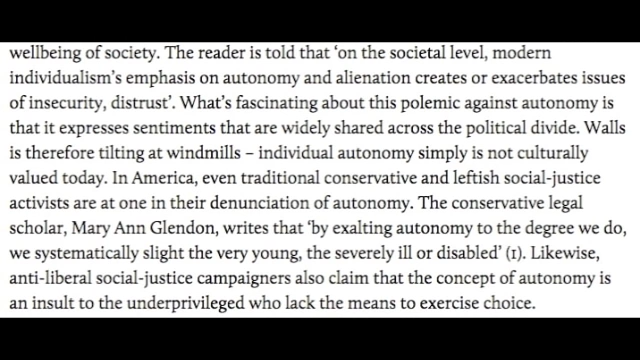 wellbeing of society. The reader is told that ‘on the societal level, modern
individualism’s emphasis on autonomy and alienation creates or exacerbates issues
of insecurity, distrust’. What’s fascinating about this polemic against autonomy is
that it expresses sentiments that are widely shared across the political divide. Walls
is therefore tilting at windmills – individual autonomy simply is not culturally
valued today. In America, even traditional conservative and leftish social-justice
activists are at one in their denunciation of autonomy. The conservative legal
scholar, Mary Ann Glendon, writes that ‘by exalting autonomy to the degree we do,
we systematically slight the very young, the severely ill or disabled’ (1). Likewise,
anti-liberal social-justice campaigners also claim that the concept of autonomy is
an insult to the underprivileged who lack the means to exercise choice.